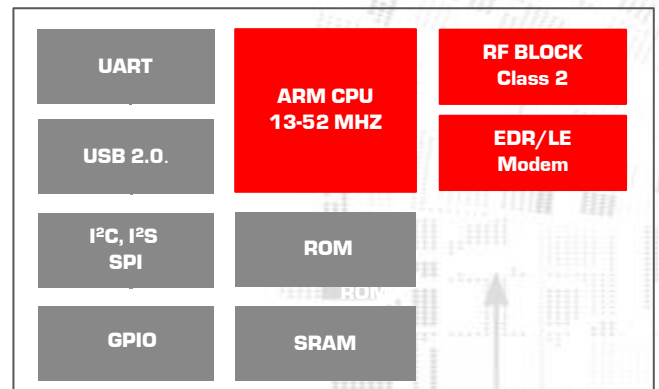 UART
ARM CPU
13-52 MHZ
RF BLOCK
Class 2
USB 2.0.
EDR/LE
Modem
I²C, I²S
SPI
ROM
ROM
GPIO
SRAM